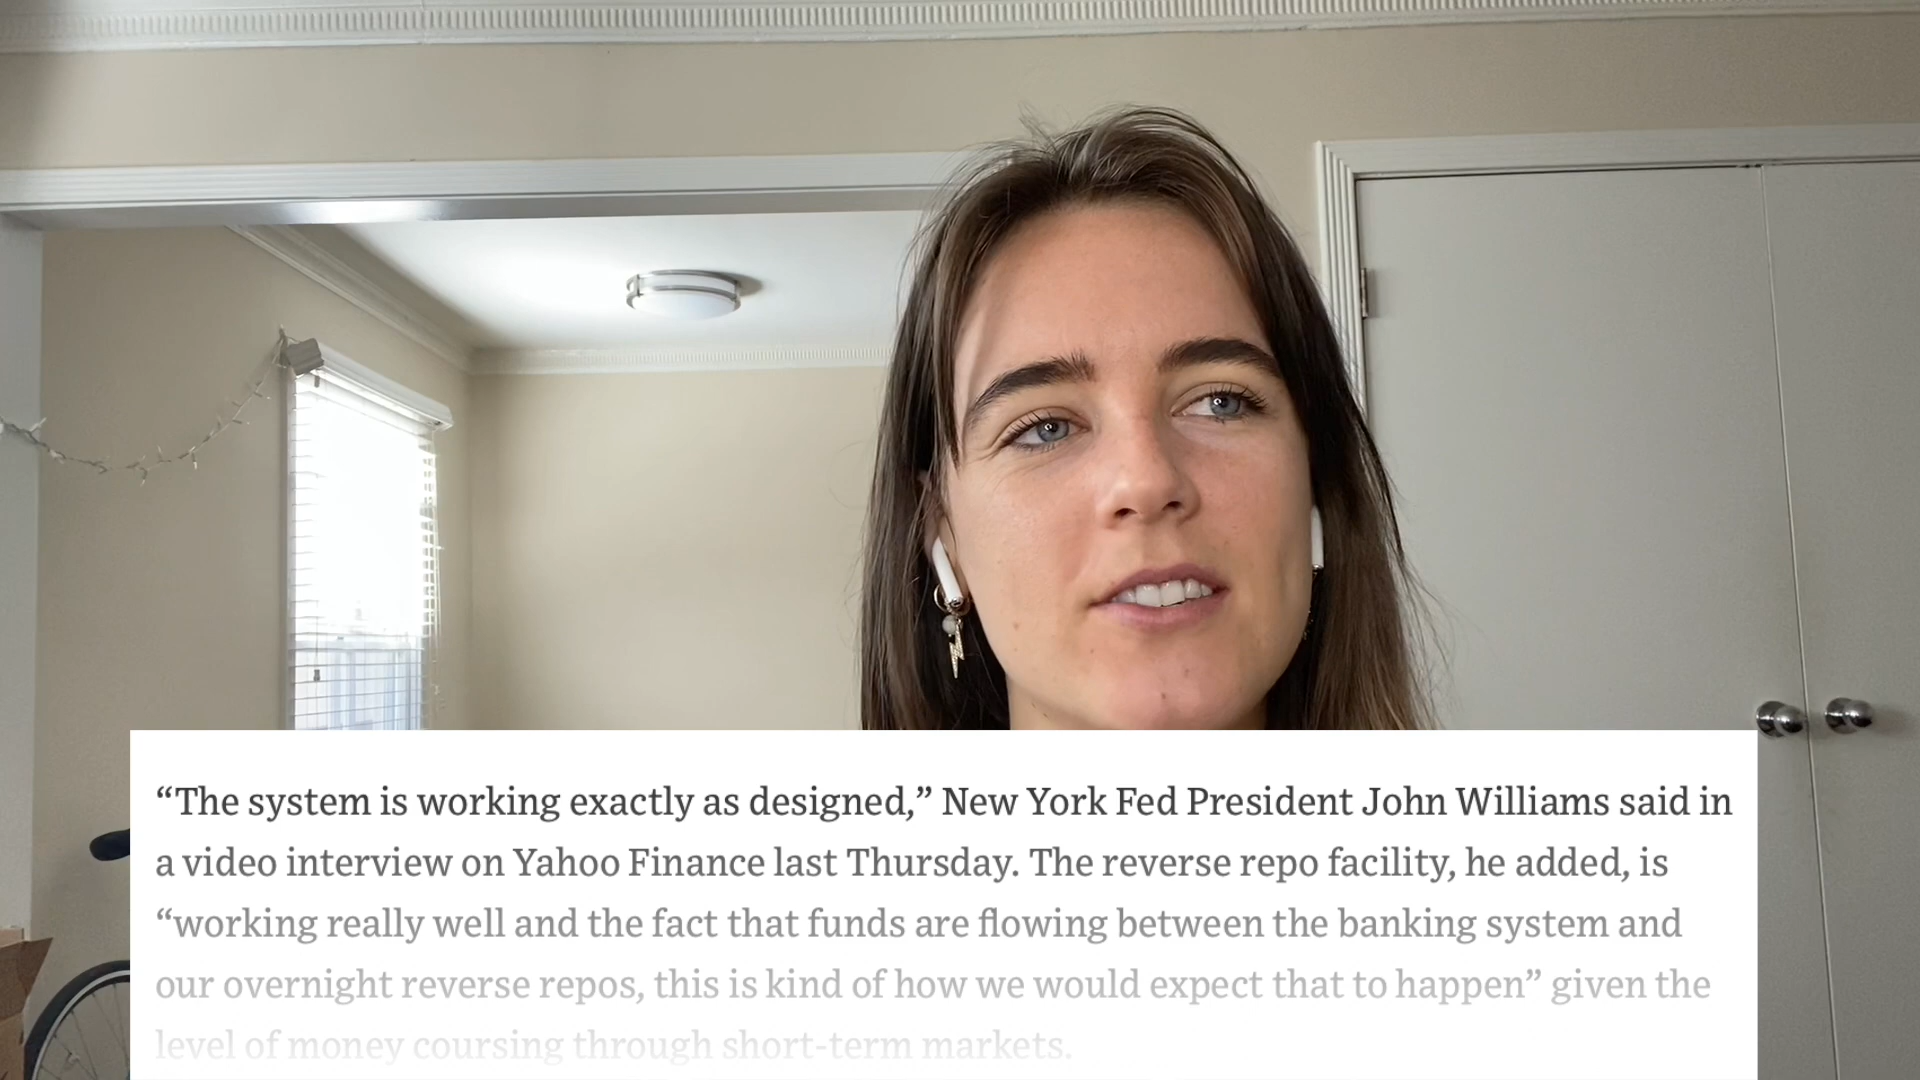 “The system is working exactly as designed,” New York Fed President John Williams said in
a video interview on Yahoo Finance last Thursday. The reverse repo facility, he added, is
“working really well and the fact that funds are flowing between the banking system and
our overnight reverse repos, this is kind of how we would expect that to happen” given the
level of money coursing through short-term markets.